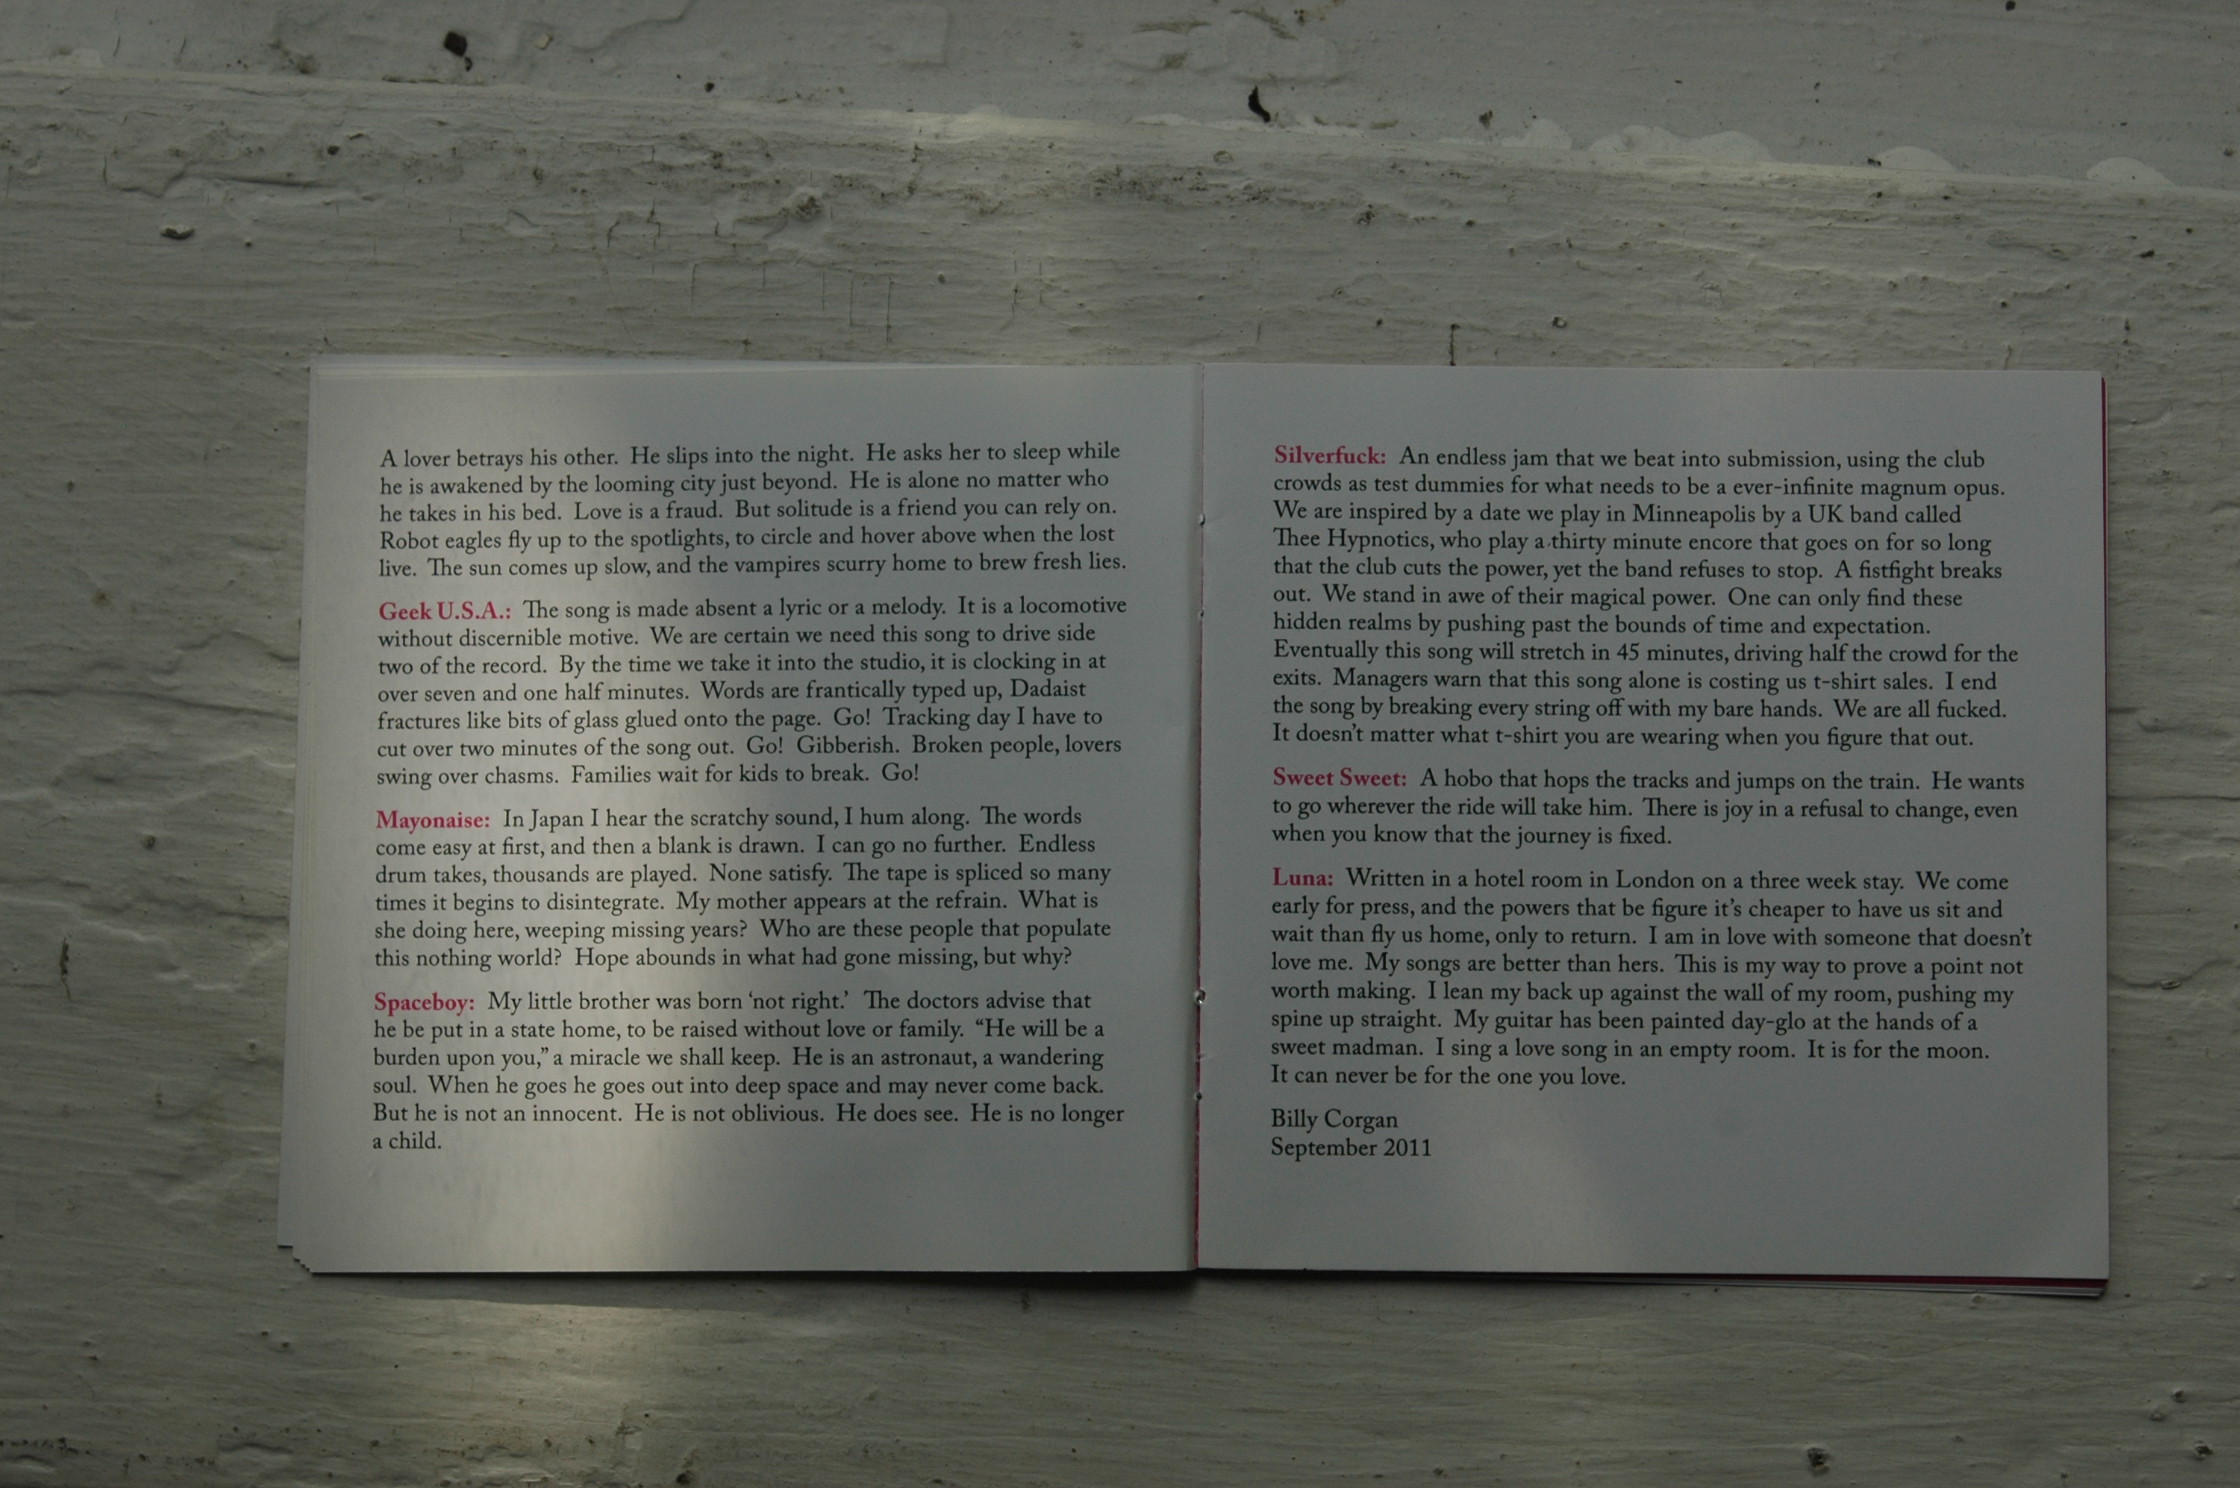 A lover betrays his other. He slips into the night. He asks her to sleep while
he is awakened by the looming city just beyond. He is alone no matter who
he takes in his bed. Love is a fraud. But solitude is a friend you can rely on.
Robot eagles fly up to the spotlights, to circle and hover above when the lost
live. The sun comes up slow, and the vampires scurry home to brew fresh lies.
Geek U.S.A.: The song is made absent a lyric or a melody. It is a locomotive
without discernible motive. We are certain we need this song to drive side
two of the record. By the time we take it into the studio, it is clocking in at
over seven and one half minutes. Words are frantically typed up, Dadaist
fractures like bits of glass glued onto the page. Go! Tracking day I have to
cut over two minutes of the song out. Go! Gibberish. Broken people, lovers
swing over chasms. Families wait for kids to break. Go!
Mayonaise: In Japan I hear the scratchy sound, I hum along. The words
come easy at first, and then a blank is drawn. I can go no further. Endless
drum takes, thousands are played. None satisfy. The tape is spliced so many
times it begins to disintegrate. My mother appears at the refrain. What is
she doing here, weeping missing years? Who are these people that populate
this nothing world? Hope abounds in what had gone missing, but why?
Spaceboy: My little brother was born ‘not right.’ The doctors advise that
he be put in a state home, to be raised without love or family. “He will be a
burden upon you,” a miracle we shall keep. He is an astronaut, a wandering
soul. When he goes he goes out into deep space and may never come back.
But he is not an innocent. He is not oblivious. He does see. He is no longer
a child.
Silverfuck: An endless jam that we beat into submission, using the club
crowds as test dummies for what needs to be a ever-infinite magnum opus.
We are inspired by a date we play in Minneapolis by a UK band called
Thee Hypnotics, who play a thirty minute encore that goes on for so long
that the club cuts the power, yet the band refuses to stop. A fistfight breaks
out. We stand in awe of their magical power. One can only find these
hidden realms by pushing past the bounds of time and expectation.
Eventually this song will stretch in 45 minutes, driving half the crowd for the
exits. Managers warn that this song alone is costing us t-shirt sales. I end
the song by breaking every string off with my bare hands. We are all fucked.
It doesn’t matter what t-shirt you are wearing when you figure that out.
Sweet Sweet: A hobo that hops the tracks and jumps on the train. He wants
to go wherever the ride will take him. There is joy in a refusal to change, even
when you know that the journey is fixed.
Luna: Written in a hotel room in London on a three week stay. We come
early for press, and the powers that be figure it’s cheaper to have us sit and
wait than fly us home, only to return. I am in love with someone that doesn’t
love me. My songs are better than hers. This is my way to prove a point not
worth making. I lean my back up against the wall of my room, pushing my
spine up straight. My guitar has been painted day-glo at the hands of a
sweet madman. I sing a love song in an empty room. It is for the moon.
It can never be for the one you love.
Billy Corgan
September 2011